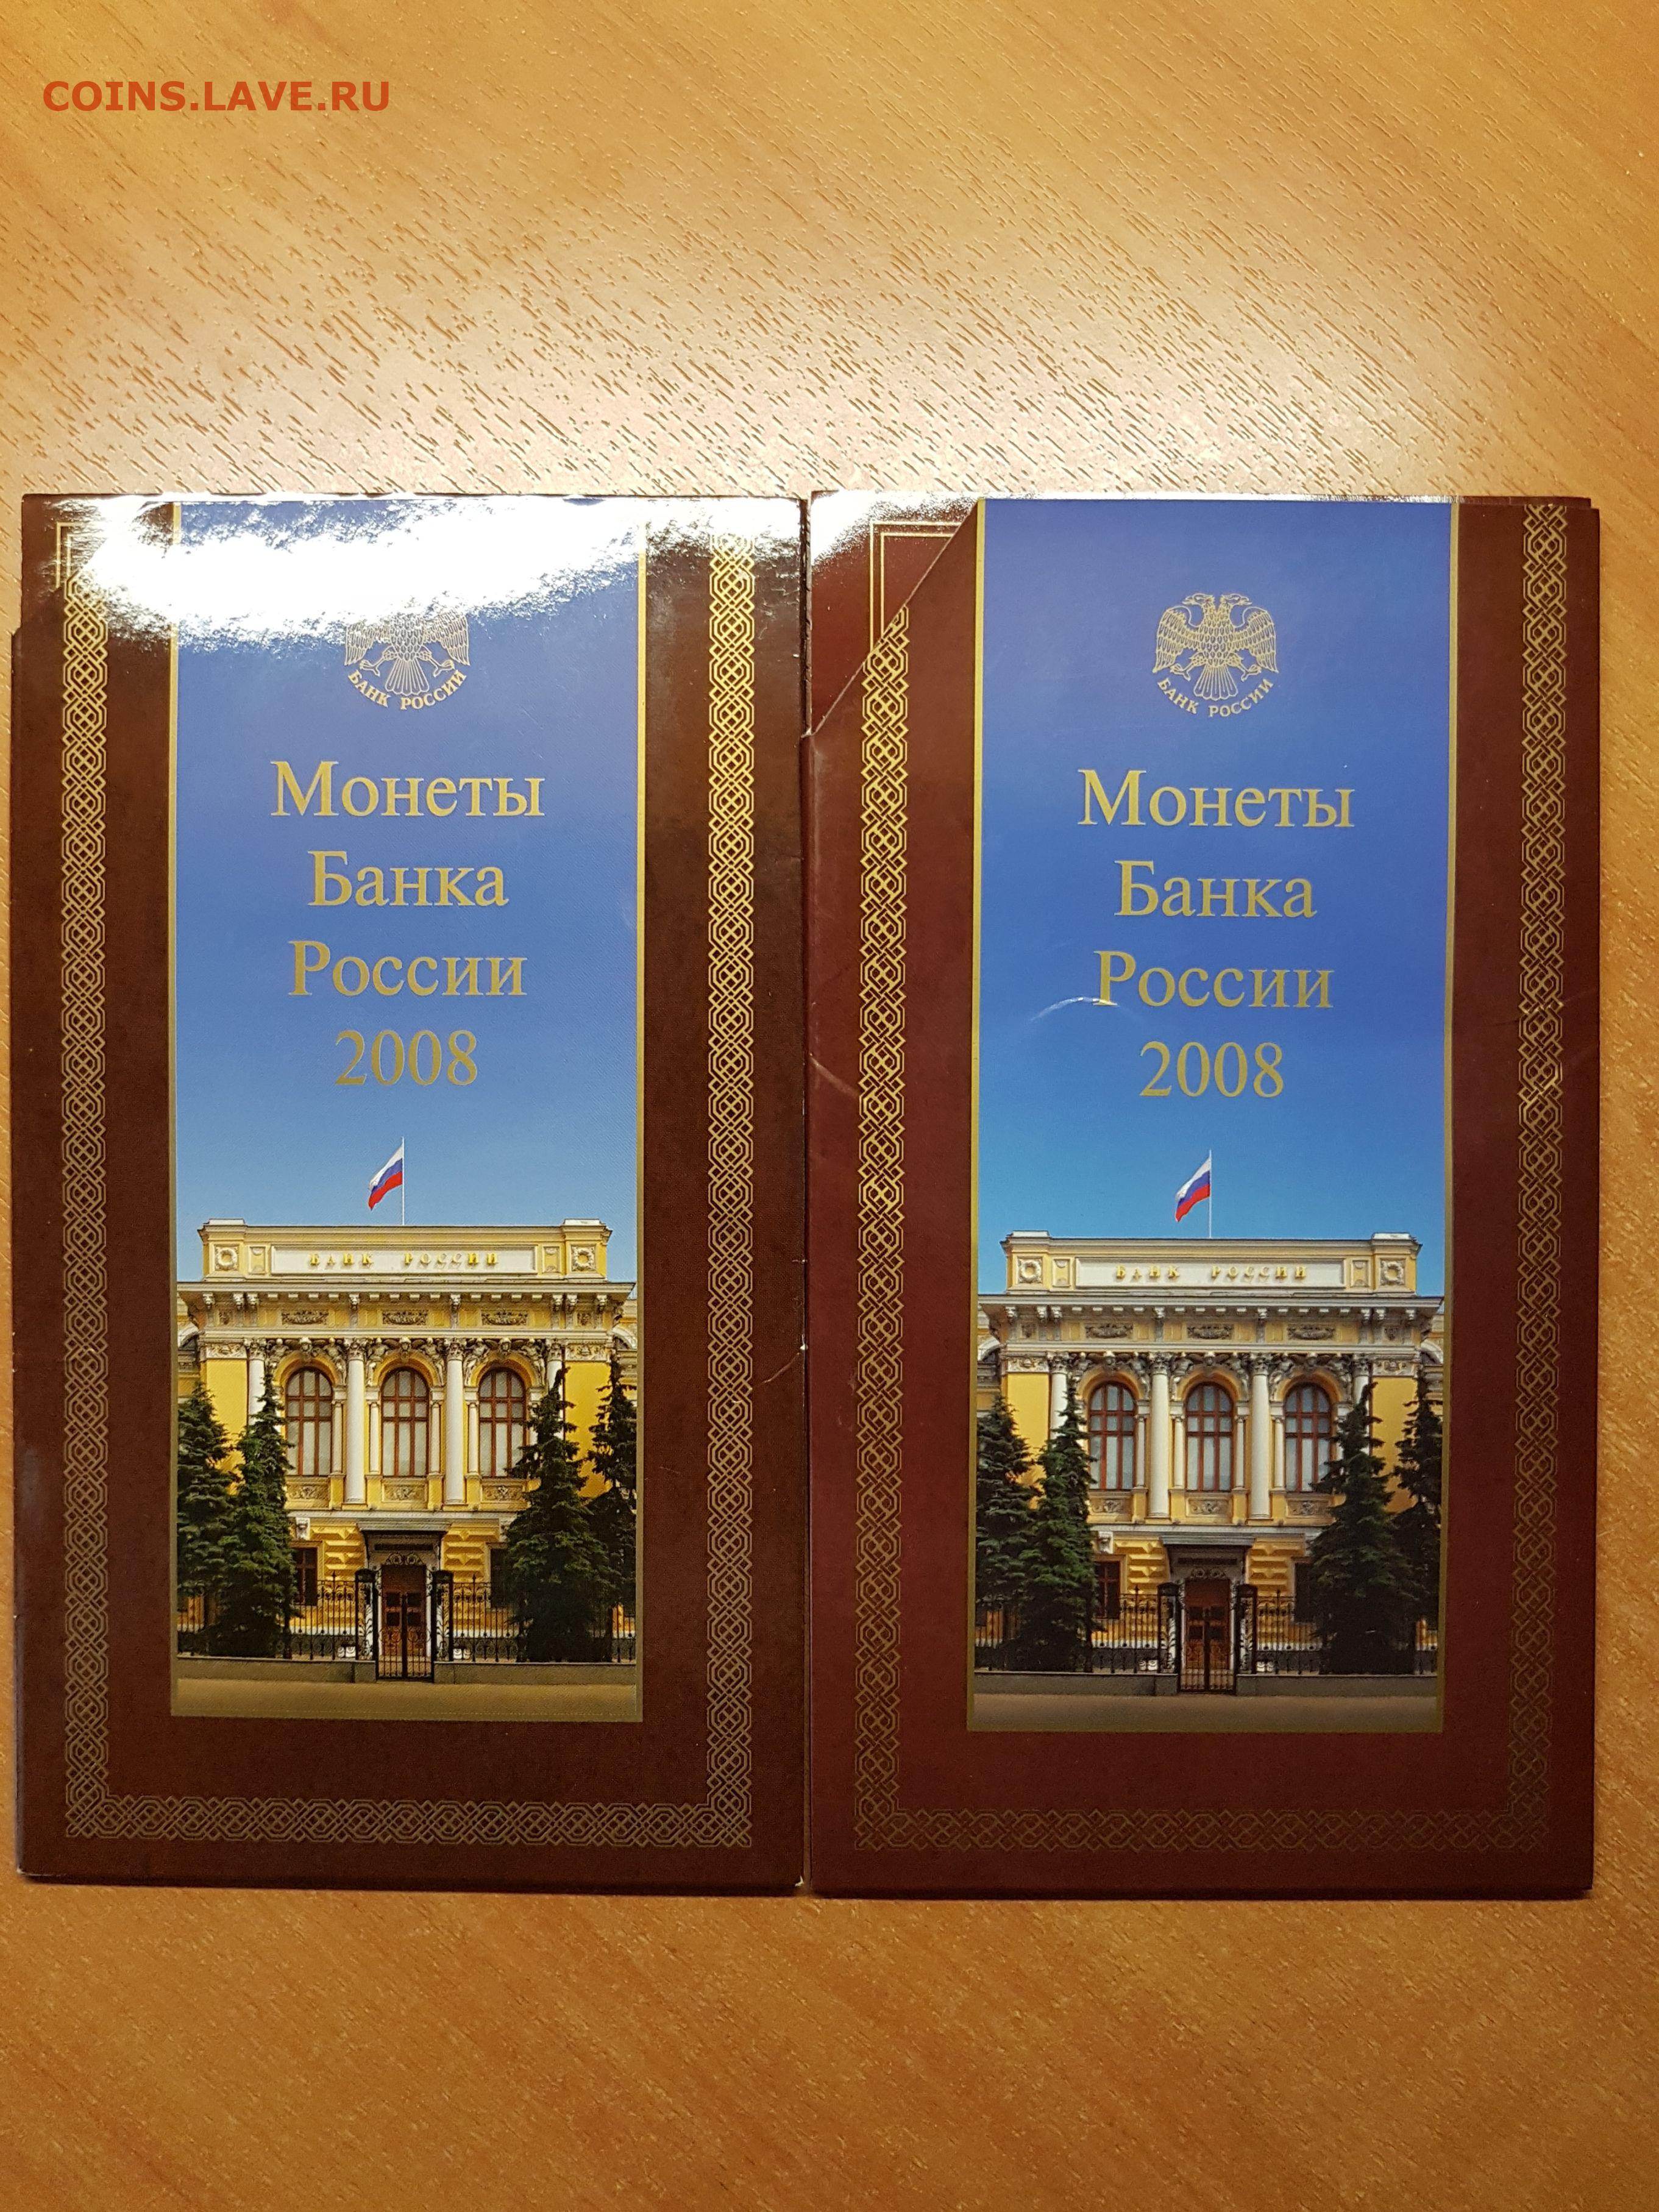 COINS.LAVE.RU
БАНК РОССИИ
Монеты
Банка
России
2008
БАНК РОССИИ
БАНК РОССИИ
Монеты
Банка
России
2008
БАНК РОССИИ